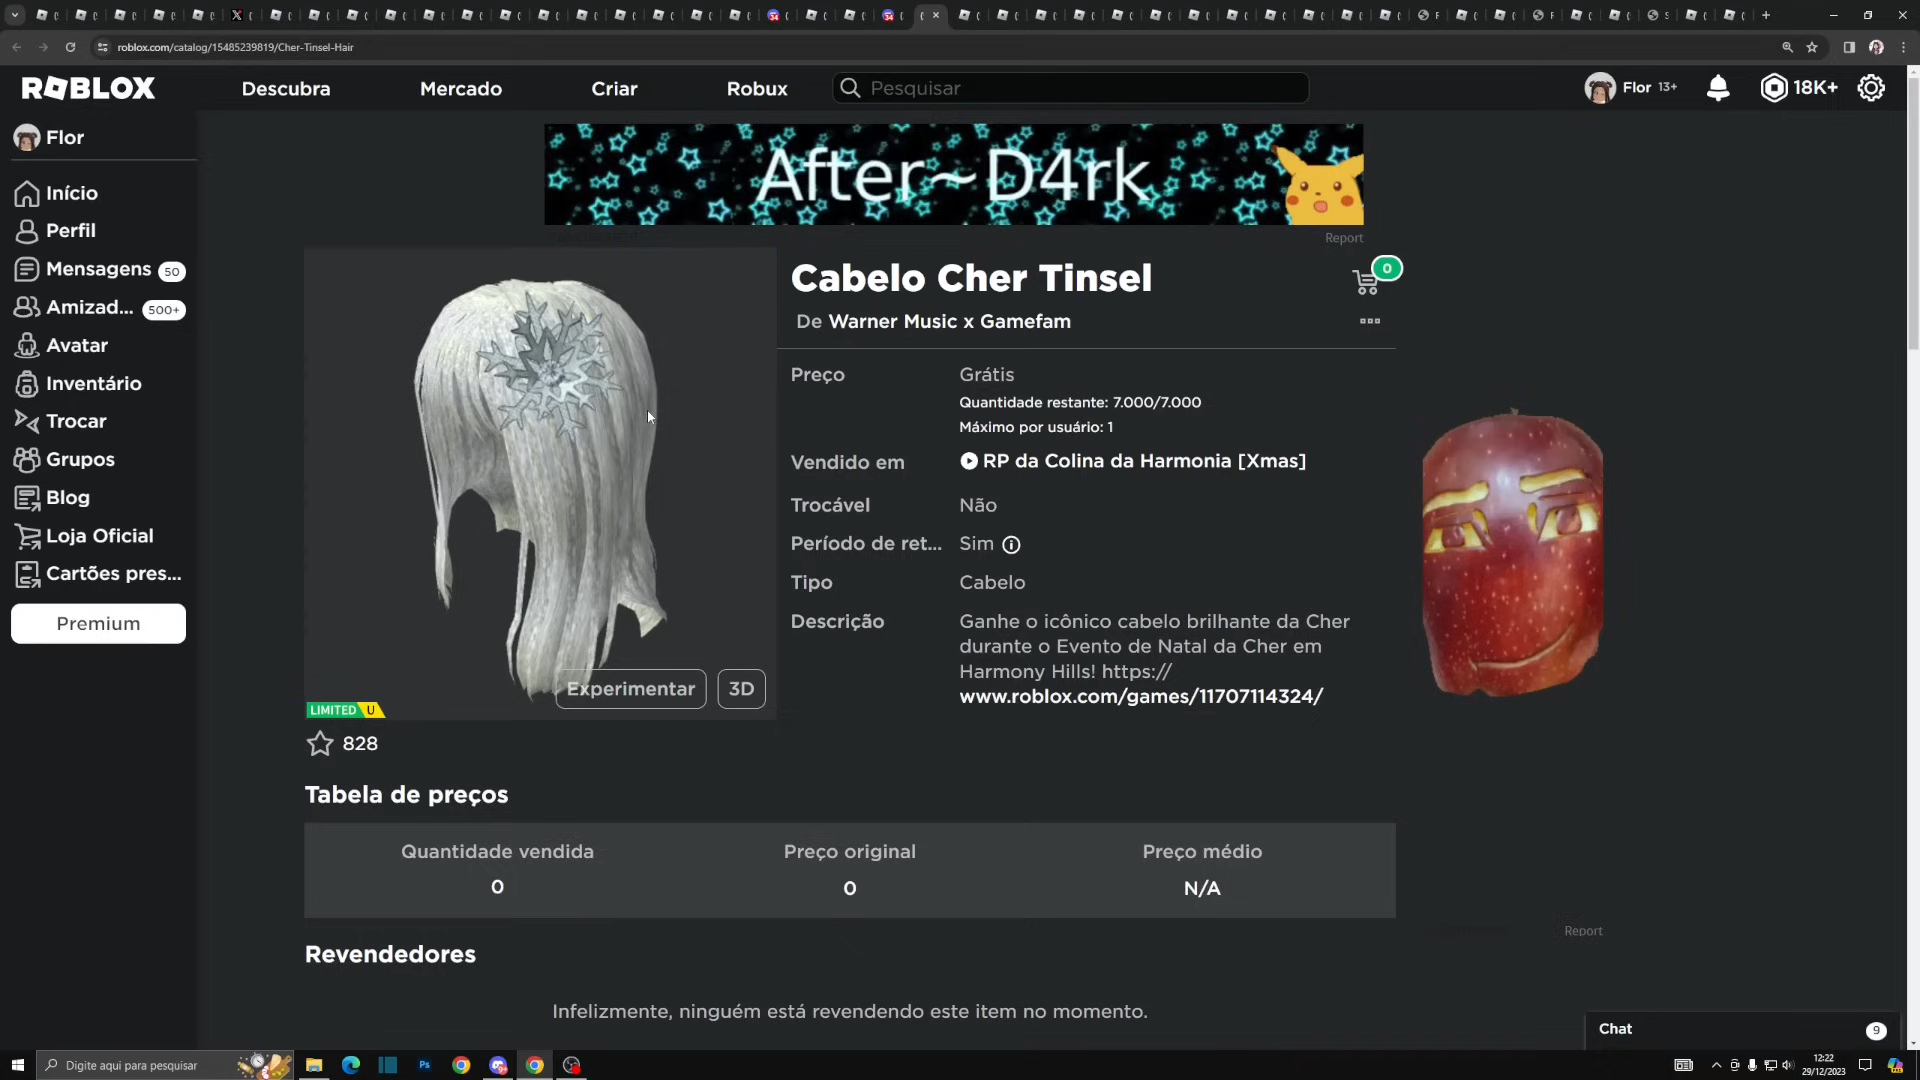 roblox.com/catalog/15485239819/Cher-Tinsel-Hair
ROBLOX
Descubra
Mercado
Criar
Robux
Pesquisar
Flor 13+
18K+
Flor
Início
Perfil
Mensagens 50
Amizad... 500+
Avatar
Inventário
Trocar
Grupos
Blog
Loja Oficial
Cartões pres...
Premium
After~D4rk
Report
Cabelo Cher Tinsel
0
De Warner Music x Gamefam
Preço Grátis
Quantidade restante: 7.000/7.000
Máximo por usuário: 1
Vendido em RP da Colina da Harmonia [Xmas]
Trocável Não
Período de ret... Sim
Tipo Cabelo
Descrição Ganhe o icônico cabelo brilhante da Cher
durante o Evento de Natal da Cher em
Harmony Hills! https://
www.roblox.com/games/11707114324/
Experimentar
3D
LIMITED U
828
Tabela de preços
Quantidade vendida Preço original Preço médio
0 0 N/A
Report
Revendedores
Infelizmente, ninguém está revendendo este item no momento.
Chat 9
Digite aqui para pesquisar
Ps
12:22
29/12/2023